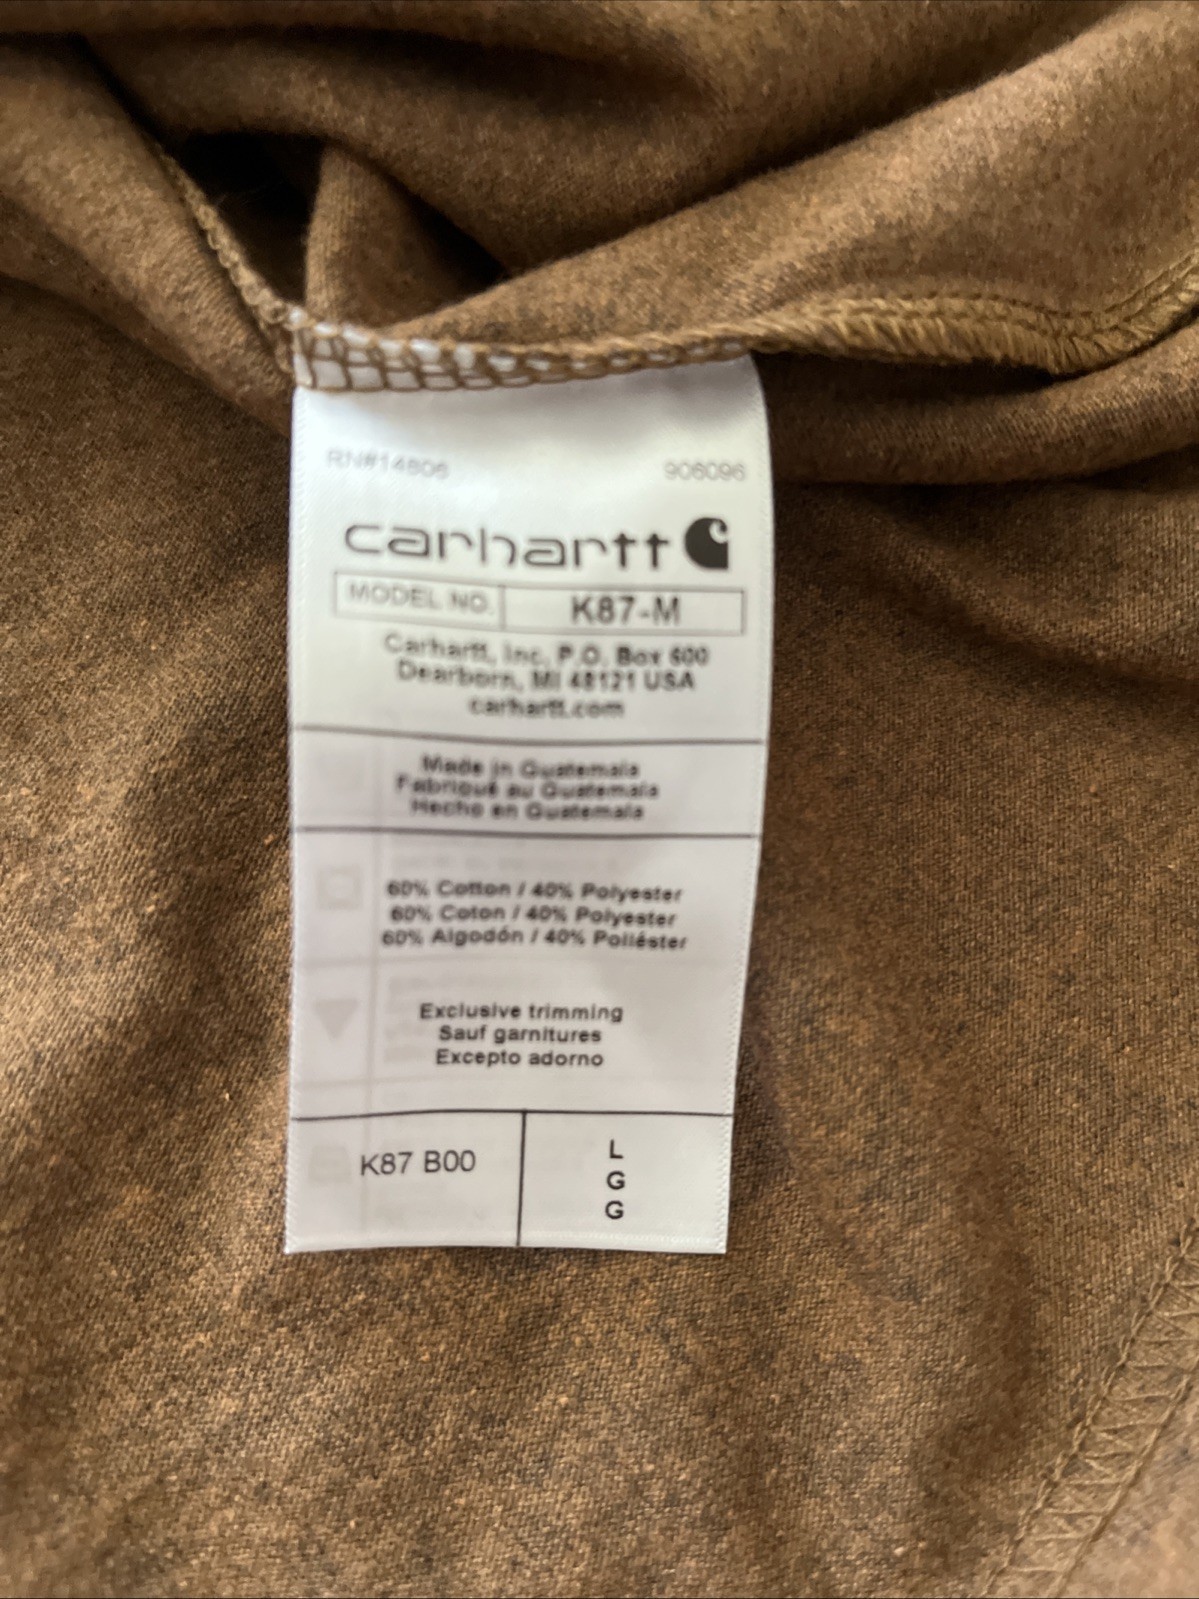 RN#14806 906096
carhartt
MODEL NO. K87-M
Carhartt, Inc. P.O. Box 600
Dearborn, MI 48121 USA
carhartt.com
Made in Guatemala
Fabriqué au Guatemala
Hecho en Guatemala
60% Cotton / 40% Polyester
60% Coton / 40% Polyester
60% Algodón / 40% Poliéster
Exclusive trimming
Sauf garnitures
Excepto adorno
K87 B00
L
G
G